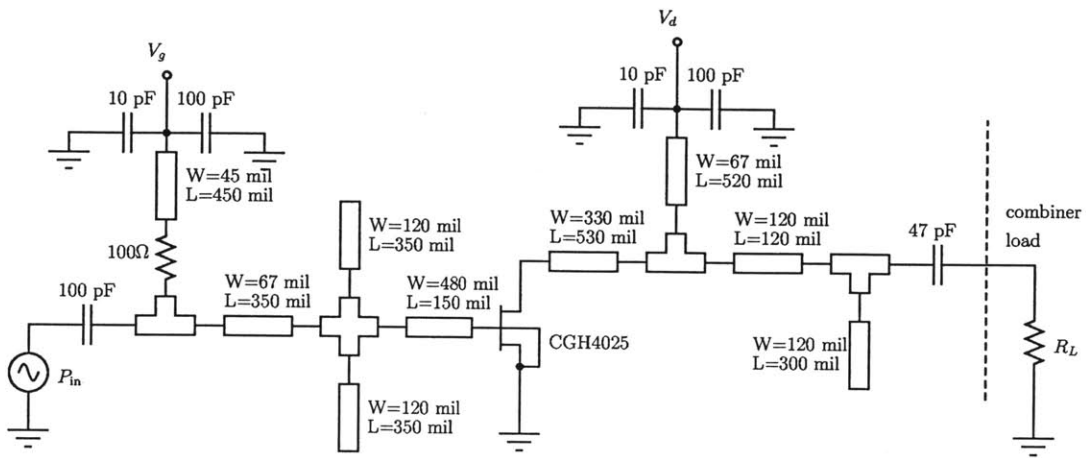 V_g
10 pF
100 pF
W=45 mil
L=450 mil
100Ω
100 pF
W=67 mil
L=350 mil
P_in
W=120 mil
L=350 mil
W=480 mil
L=150 mil
W=120 mil
L=350 mil
CGH4025
V_d
10 pF
100 pF
W=67 mil
L=520 mil
W=330 mil
L=530 mil
W=120 mil
L=120 mil
47 pF
W=120 mil
L=300 mil
combiner
load
R_L